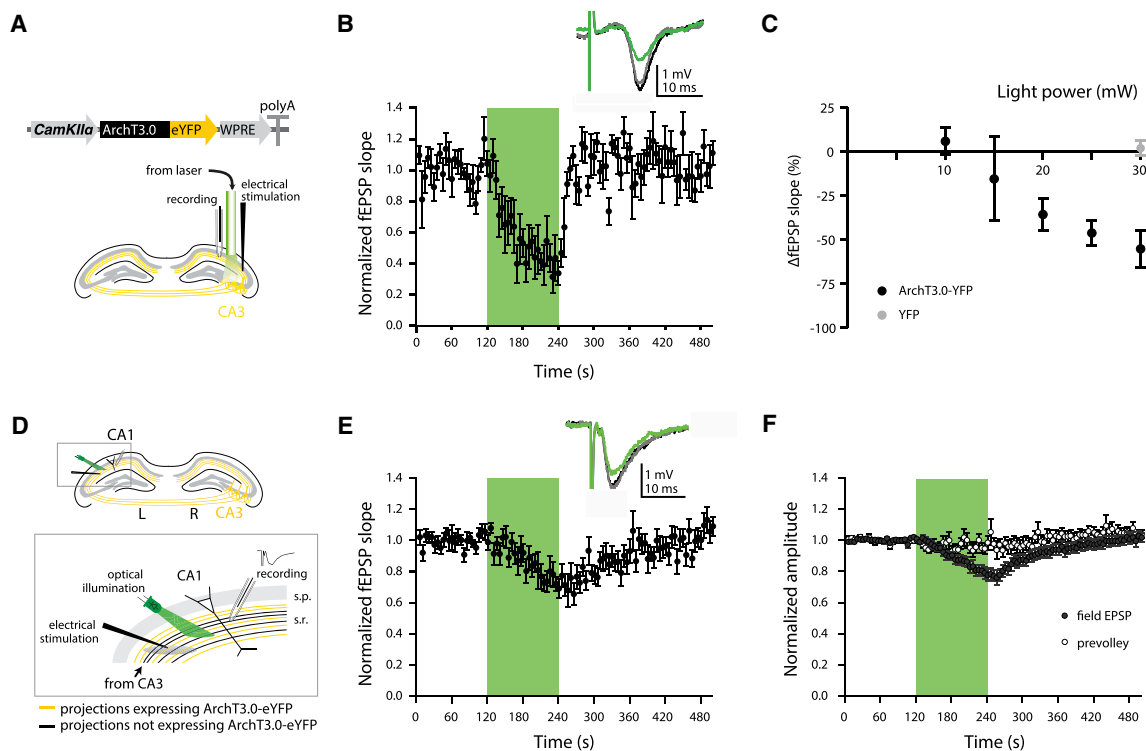 A
polyA
CamKIIα ArchT3.0 eYFP WPRE
from laser
electrical
stimulation
recording
CA3
B
1 mV
10 ms
Normalized fEPSP slope
1.4
1.2
1.0
0.8
0.6
0.4
0.2
0.0
0 60 120 180 240 300 360 420 480
Time (s)
C
Light power (mW)
25
0
-25
-50
-75
-100
10 20 30
ΔfEPSP slope (%)
ArchT3.0-YFP
YFP
D
CA1
L R CA3
optical
illumination
CA1
recording
s.p.
s.r.
electrical
stimulation
from CA3
projections expressing ArchT3.0-eYFP
projections not expressing ArchT3.0-eYFP
E
1 mV
10 ms
Normalized fEPSP slope
1.4
1.2
1.0
0.8
0.6
0.4
0.2
0.0
0 60 120 180 240 300 360 420 480
Time (s)
F
Normalized amplitude
1.4
1.2
1.0
0.8
0.6
0.4
0.2
0.0
field EPSP
prevolley
0 60 120 180 240 300 360 420 480
Time (s)